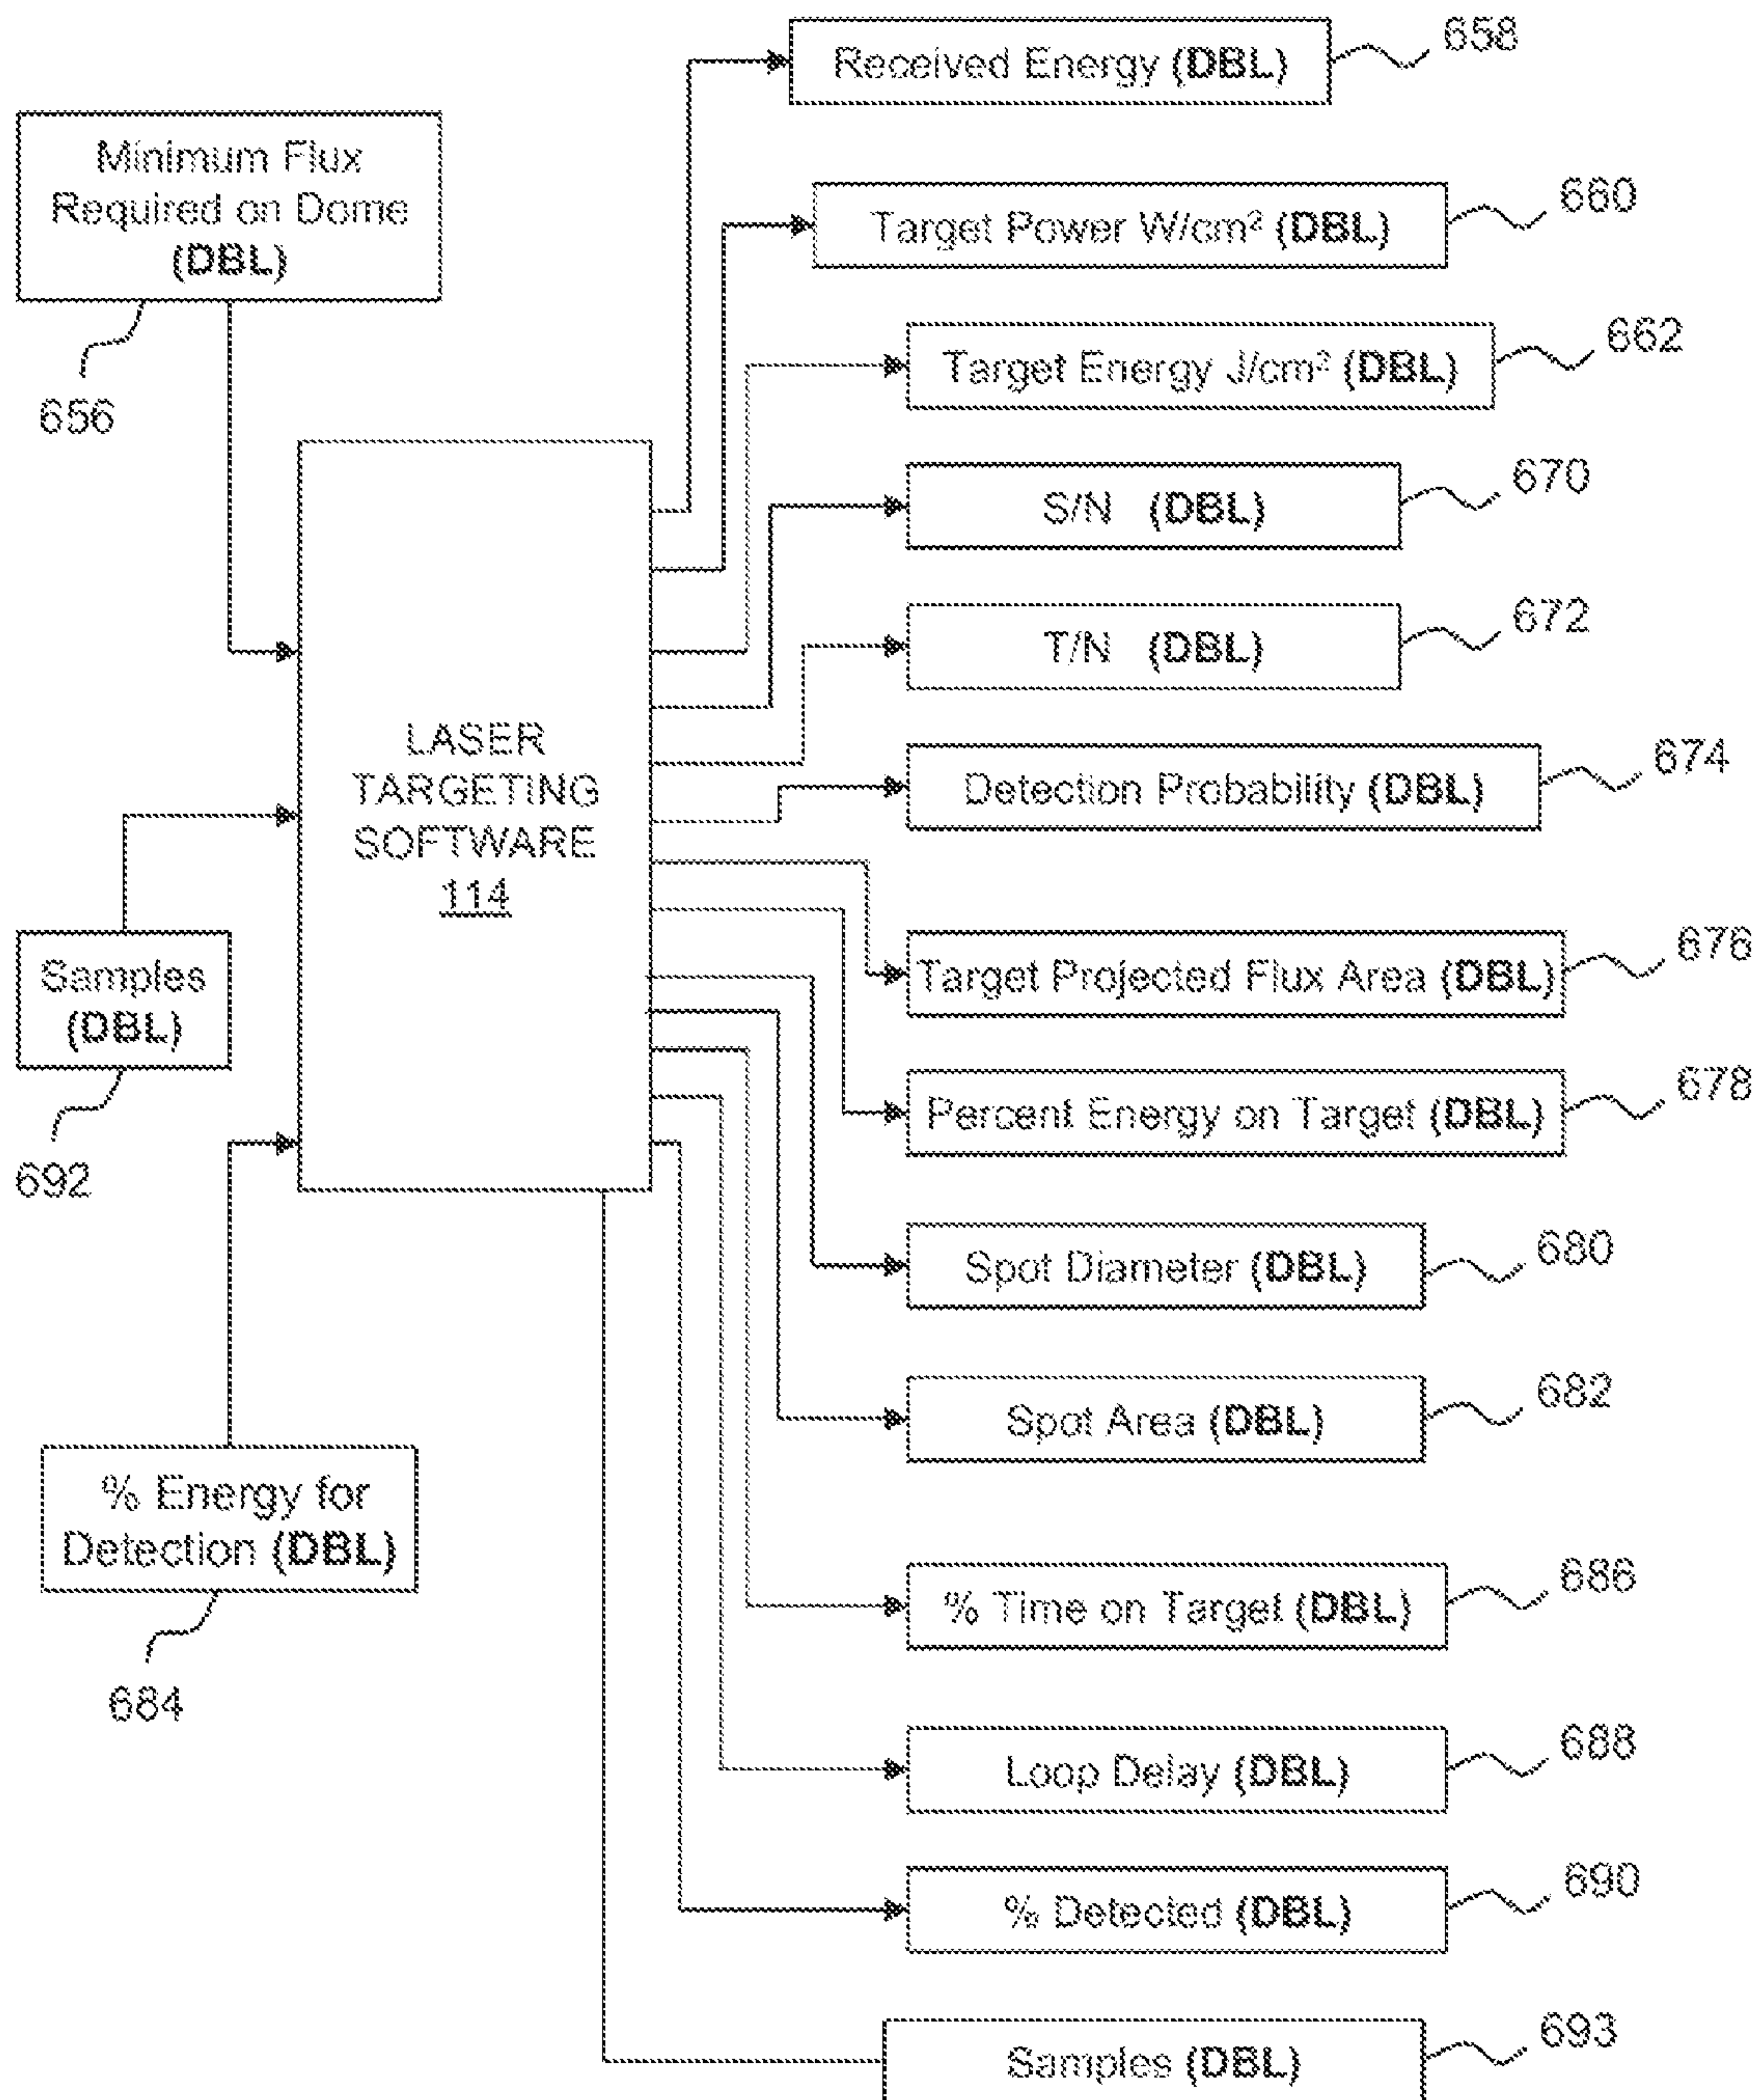 Received Energy (DBL)
658
Minimum Flux
Required on Dome
(DBL)
656
Target Power W/cm² (DBL)
660
Target Energy J/cm² (DBL)
662
S/N (DBL)
670
T/N (DBL)
672
LASER
TARGETING
SOFTWARE
114
Detection Probability (DBL)
674
Samples
(DBL)
692
Target Projected Flux Area (DBL)
676
Percent Energy on Target (DBL)
678
Spot Diameter (DBL)
680
Spot Area (DBL)
682
% Energy for
Detection (DBL)
684
% Time on Target (DBL)
686
Loop Delay (DBL)
688
% Detected (DBL)
690
Samples (DBL)
693